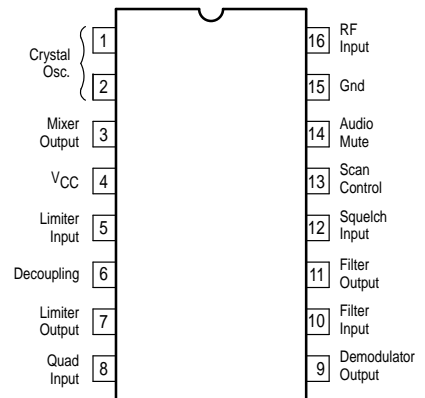 Crystal
Osc.
1
2
Mixer
Output
3
VCC
4
Limiter
Input
5
Decoupling
6
Limiter
Output
7
Quad
Input
8
16
RF
Input
15
Gnd
14
Audio
Mute
13
Scan
Control
12
Squelch
Input
11
Filter
Output
10
Filter
Input
9
Demodulator
Output